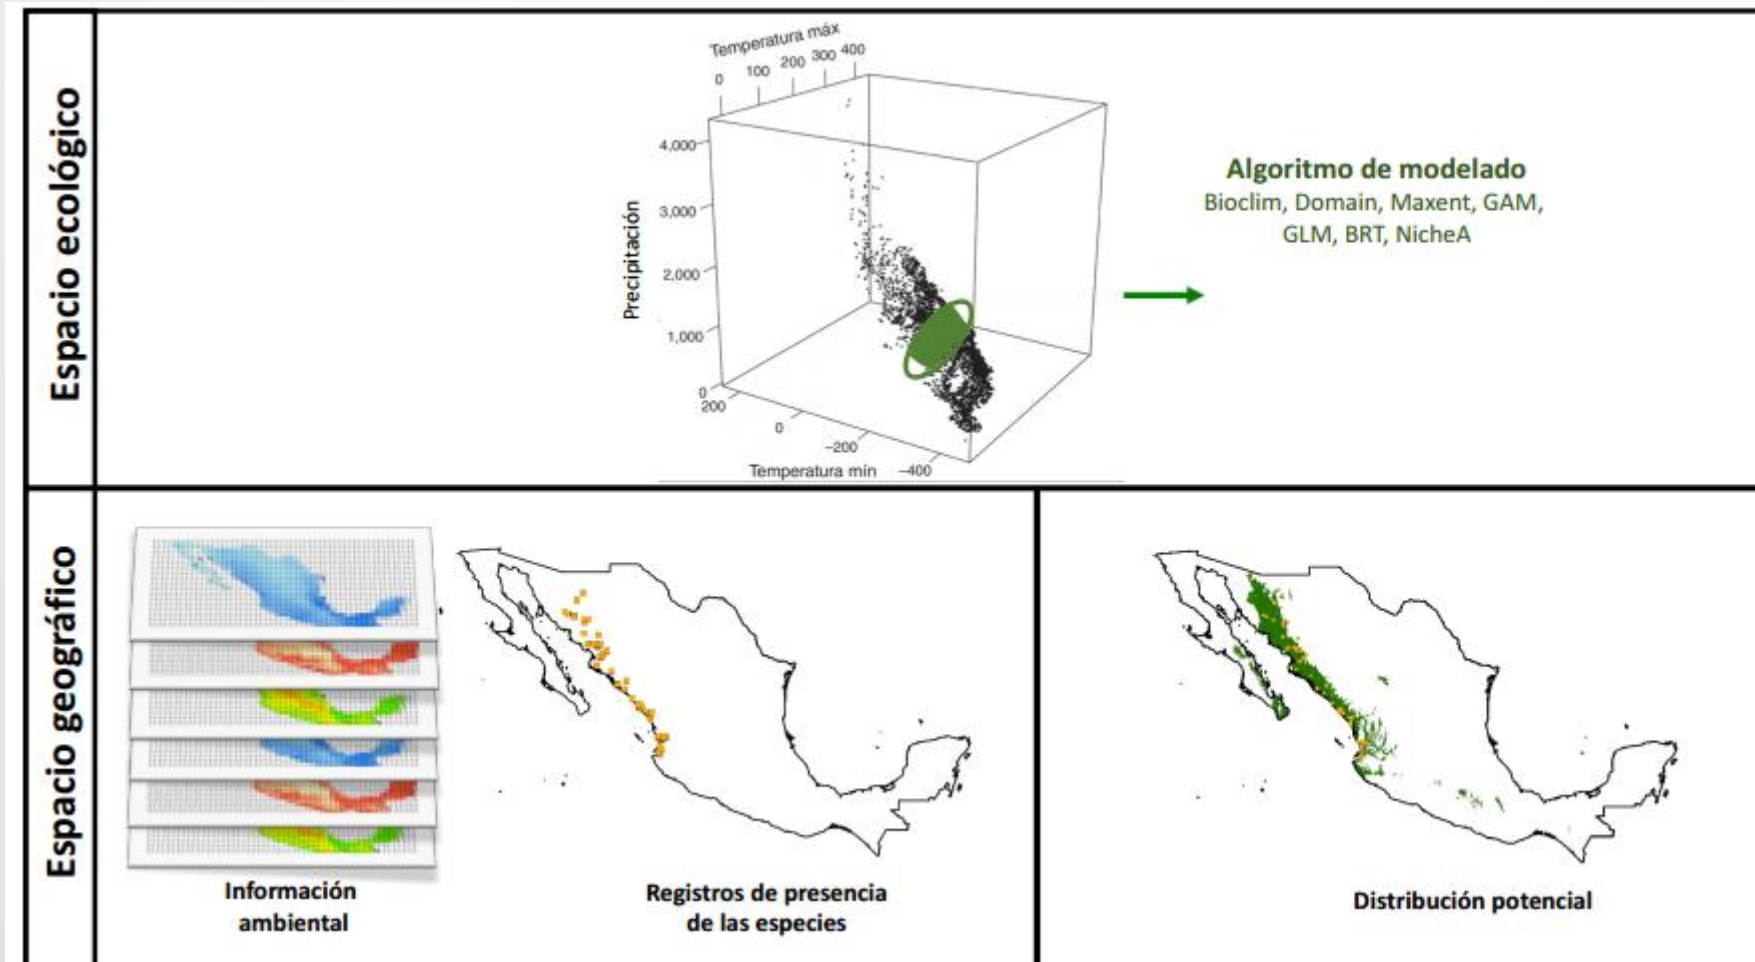 Espacio ecológico
Temperatura máx
0 100 200 300 400
Precipitación
4,000
3,000
2,000
1,000
0
200
0
−200
−400
Temperatura mín
Algoritmo de modelado
Bioclim, Domain, Maxent, GAM,
GLM, BRT, NicheA
Espacio geográfico
Información
ambiental
Registros de presencia
de las especies
Distribución potencial